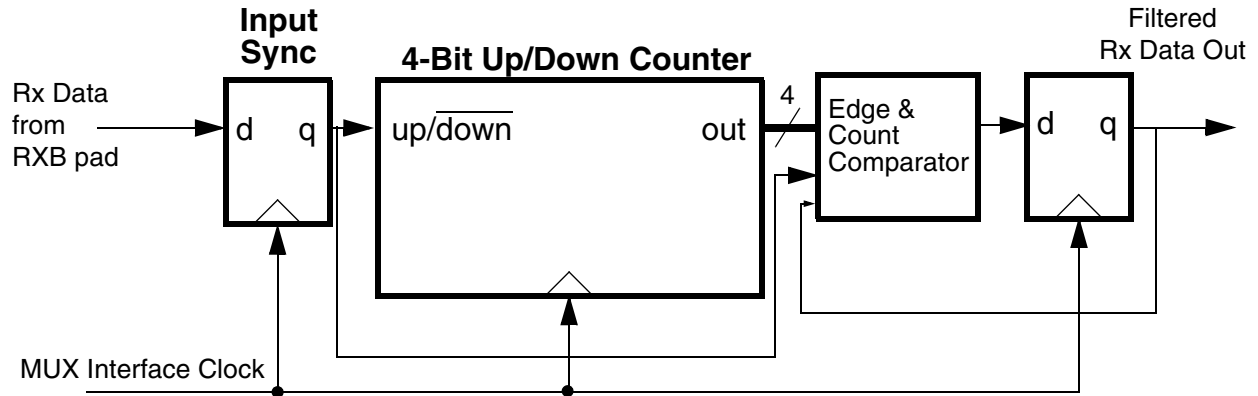 Input
Sync
4-Bit Up/Down Counter
Filtered
Rx Data Out
Rx Data
from
RXB pad
d q
up/down
out
4
Edge &
Count
Comparator
d q
MUX Interface Clock